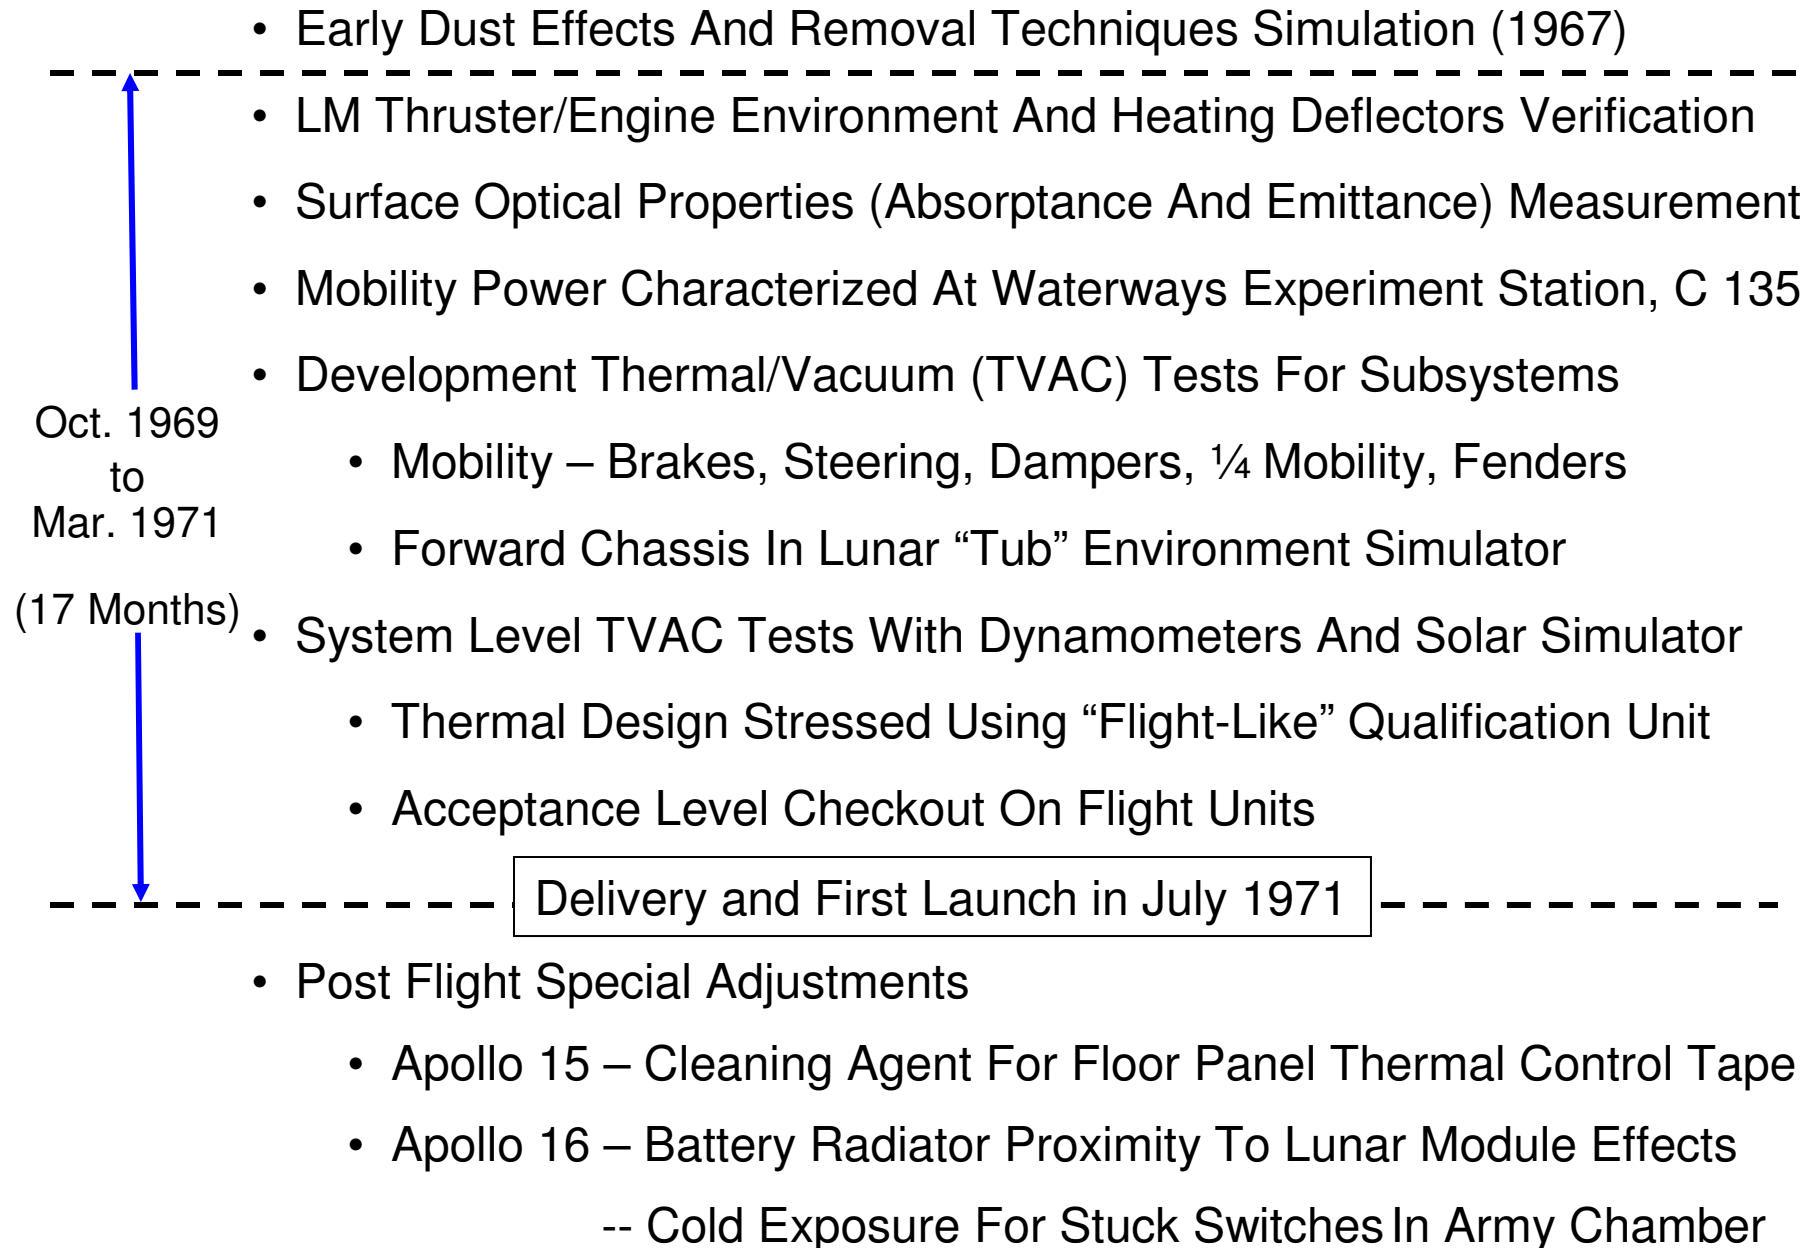 • Early Dust Effects And Removal Techniques Simulation (1967)
• LM Thruster/Engine Environment And Heating Deflectors Verification
• Surface Optical Properties (Absorptance And Emittance) Measurement
• Mobility Power Characterized At Waterways Experiment Station, C 135
• Development Thermal/Vacuum (TVAC) Tests For Subsystems
• Mobility – Brakes, Steering, Dampers, ¼ Mobility, Fenders
• Forward Chassis In Lunar “Tub” Environment Simulator
Oct. 1969
to
Mar. 1971
(17 Months)
• System Level TVAC Tests With Dynamometers And Solar Simulator
• Thermal Design Stressed Using “Flight-Like” Qualification Unit
• Acceptance Level Checkout On Flight Units
Delivery and First Launch in July 1971
• Post Flight Special Adjustments
• Apollo 15 – Cleaning Agent For Floor Panel Thermal Control Tape
• Apollo 16 – Battery Radiator Proximity To Lunar Module Effects
-- Cold Exposure For Stuck Switches In Army Chamber